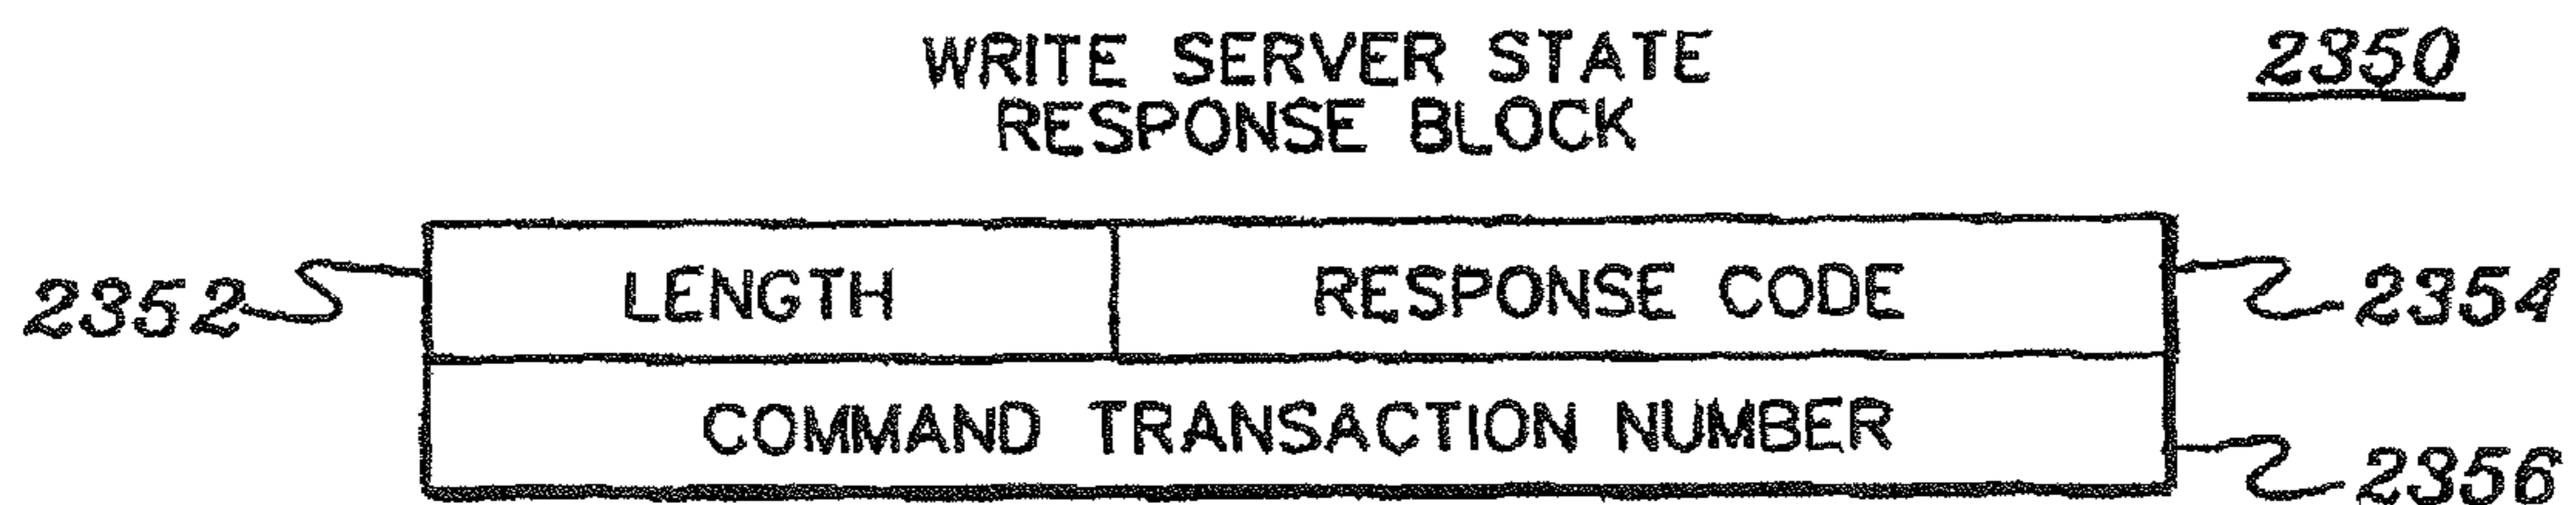 WRITE SERVER STATE
RESPONSE BLOCK
2350
2352 LENGTH RESPONSE CODE 2354
COMMAND TRANSACTION NUMBER 2356